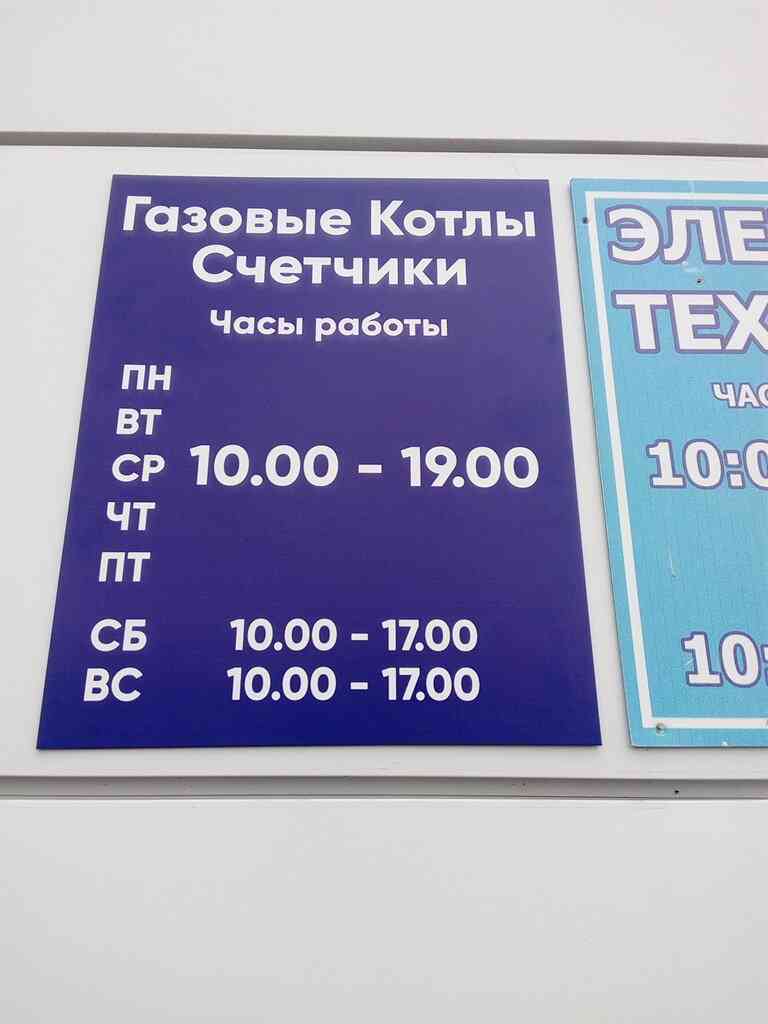 Газовые Котлы
Счетчики
Часы работы
ПН
ВТ
СР 10.00 - 19.00
ЧТ
ПТ
СБ 10.00 - 17.00
ВС 10.00 - 17.00